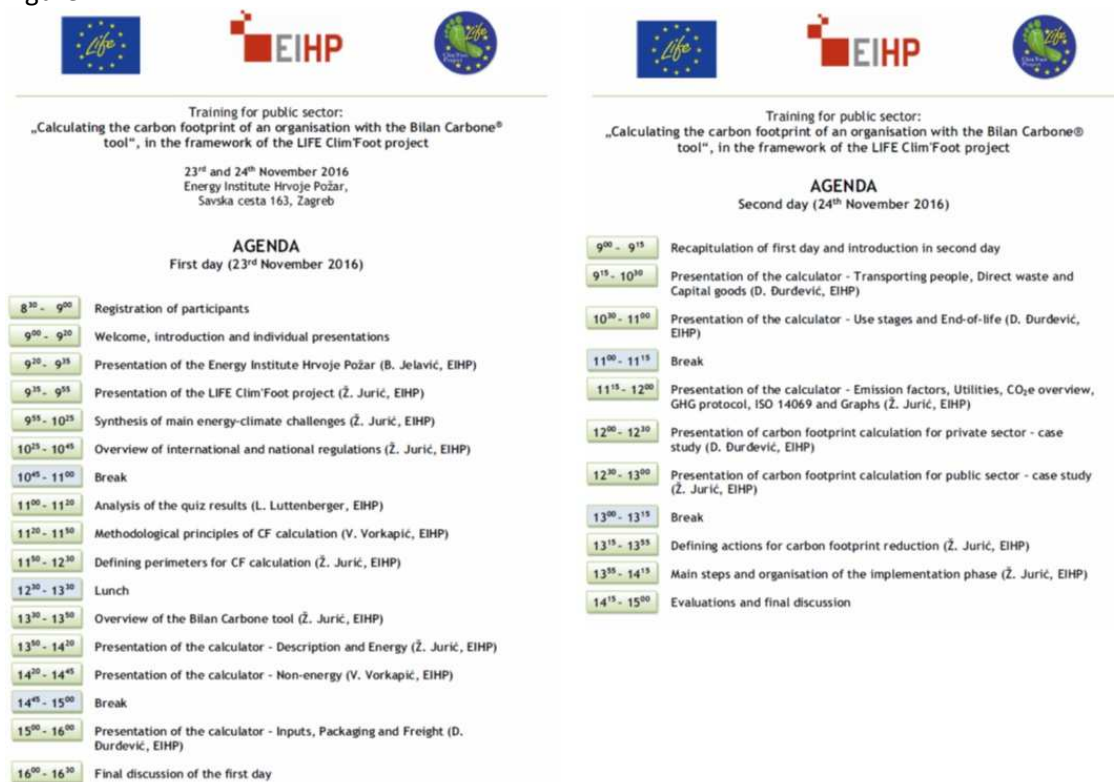 Life
EIHP
Training for public sector:
„Calculating the carbon footprint of an organisation with the Bilan Carbone®
tool“, in the framework of the LIFE Clim'Foot project
23rd and 24th November 2016
Energy Institute Hrvoje Požar,
Savska cesta 163, Zagreb
AGENDA
First day (23rd November 2016)
8³⁰ - 9⁰⁰ Registration of participants
9⁰⁰ - 9²⁰ Welcome, introduction and individual presentations
9²⁰ - 9³⁵ Presentation of the Energy Institute Hrvoje Požar (B. Jelavić, EIHP)
9³⁵ - 9⁵⁵ Presentation of the LIFE Clim'Foot project (Ž. Jurić, EIHP)
9⁵⁵ - 10²⁵ Synthesis of main energy-climate challenges (Ž. Jurić, EIHP)
10²⁵ - 10⁴⁵ Overview of international and national regulations (Ž. Jurić, EIHP)
10⁴⁵ - 11⁰⁰ Break
11⁰⁰ - 11²⁰ Analysis of the quiz results (L. Luttenberger, EIHP)
11²⁰ - 11⁵⁰ Methodological principles of CF calculation (V. Vorkapić, EIHP)
11⁵⁰ - 12³⁰ Defining perimeters for CF calculation (Ž. Jurić, EIHP)
12³⁰ - 13³⁰ Lunch
13³⁰ - 13⁵⁰ Overview of the Bilan Carbone tool (Ž. Jurić, EIHP)
13⁵⁰ - 14²⁰ Presentation of the calculator - Description and Energy (Ž. Jurić, EIHP)
14²⁰ - 14⁴⁵ Presentation of the calculator - Non-energy (V. Vorkapić, EIHP)
14⁴⁵ - 15⁰⁰ Break
15⁰⁰ - 16⁰⁰ Presentation of the calculator - Inputs, Packaging and Freight (D.
Đurđević, EIHP)
16⁰⁰ - 16³⁰ Final discussion of the first day
Life
EIHP
Training for public sector:
„Calculating the carbon footprint of an organisation with the Bilan Carbone®
tool“, in the framework of the LIFE Clim'Foot project
AGENDA
Second day (24th November 2016)
9⁰⁰ - 9¹⁵ Recapitulation of first day and introduction in second day
9¹⁵ - 10³⁰ Presentation of the calculator - Transporting people, Direct waste and
Capital goods (D. Đurđević, EIHP)
10³⁰ - 11⁰⁰ Presentation of the calculator - Use stages and End-of-life (D. Đurđević,
EIHP)
11⁰⁰ - 11¹⁵ Break
11¹⁵ - 12⁰⁰ Presentation of the calculator - Emission factors, Utilities, CO₂e overview,
GHG protocol, ISO 14069 and Graphs (Ž. Jurić, EIHP)
12⁰⁰ - 12³⁰ Presentation of carbon footprint calculation for private sector - case
study (D. Đurđević, EIHP)
12³⁰ - 13⁰⁰ Presentation of carbon footprint calculation for public sector - case study
(Ž. Jurić, EIHP)
13⁰⁰ - 13¹⁵ Break
13¹⁵ - 13⁵⁵ Defining actions for carbon footprint reduction (Ž. Jurić, EIHP)
13⁵⁵ - 14¹⁵ Main steps and organisation of the implementation phase (Ž. Jurić, EIHP)
14¹⁵ - 15⁰⁰ Evaluations and final discussion